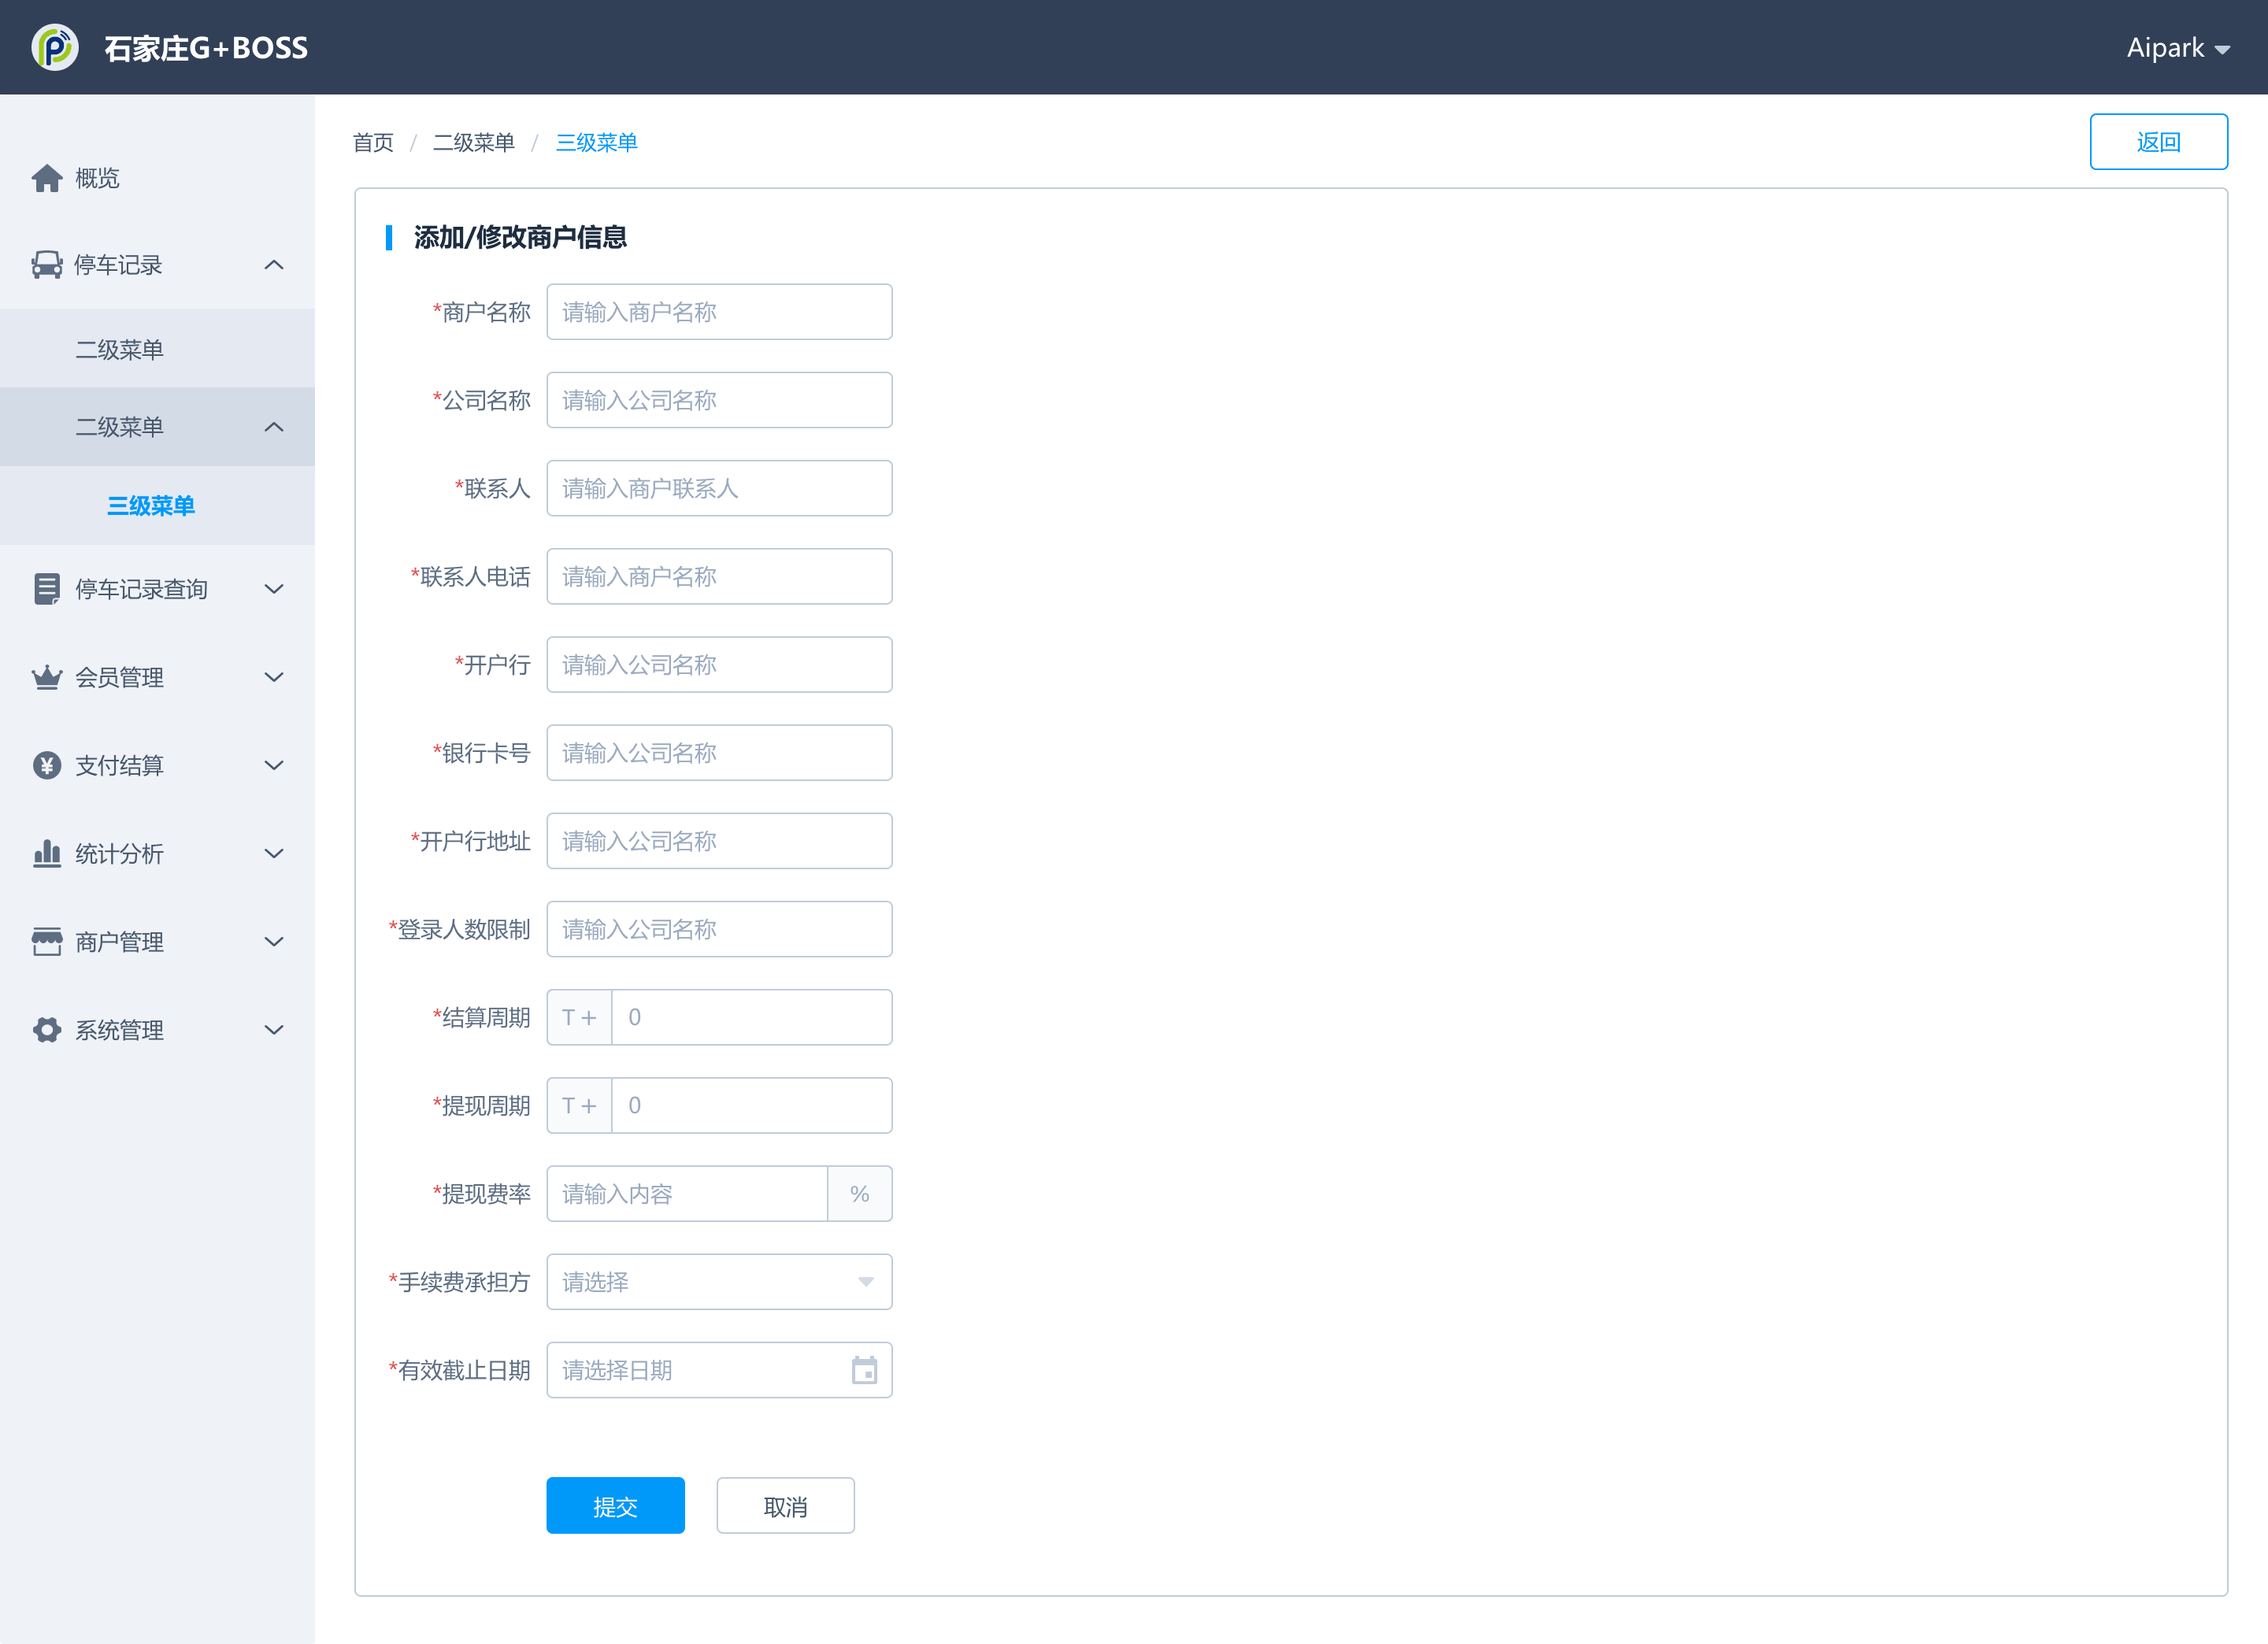 石家庄G+BOSS
Aipark
首页 / 二级菜单 / 三级菜单
返回
概览
停车记录
二级菜单
二级菜单
三级菜单
停车记录查询
会员管理
支付结算
统计分析
商户管理
系统管理
添加/修改商户信息
*商户名称 请输入商户名称
*公司名称 请输入公司名称
*联系人 请输入商户联系人
*联系人电话 请输入商户名称
*开户行 请输入公司名称
*银行卡号 请输入公司名称
*开户行地址 请输入公司名称
*登录人数限制 请输入公司名称
*结算周期 T + 0
*提现周期 T + 0
*提现费率 请输入内容 %
*手续费承担方 请选择
*有效截止日期 请选择日期
提交 取消